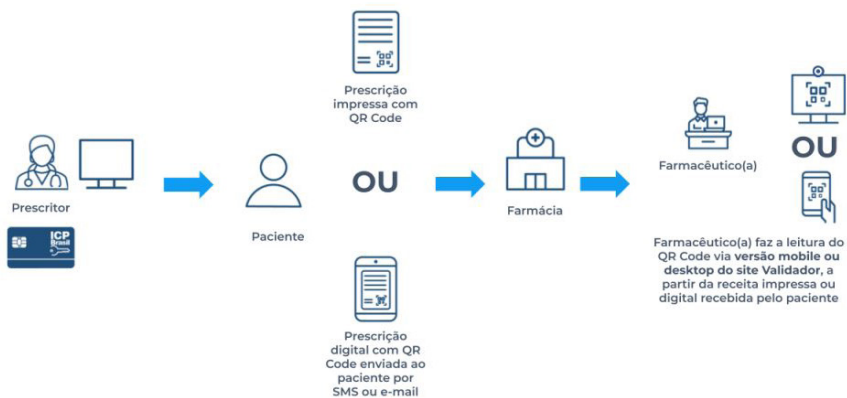 Prescritor
ICP
Brasil
Paciente
Prescrição
impressa com
QR Code
OU
Prescrição
digital com QR
Code enviada ao
paciente por
SMS ou e-mail
Farmácia
Farmacêutico(a)
OU
Farmacêutico(a) faz a leitura do
QR Code via versão mobile ou
desktop do site Validador, a
partir da receita impressa ou
digital recebida pelo paciente